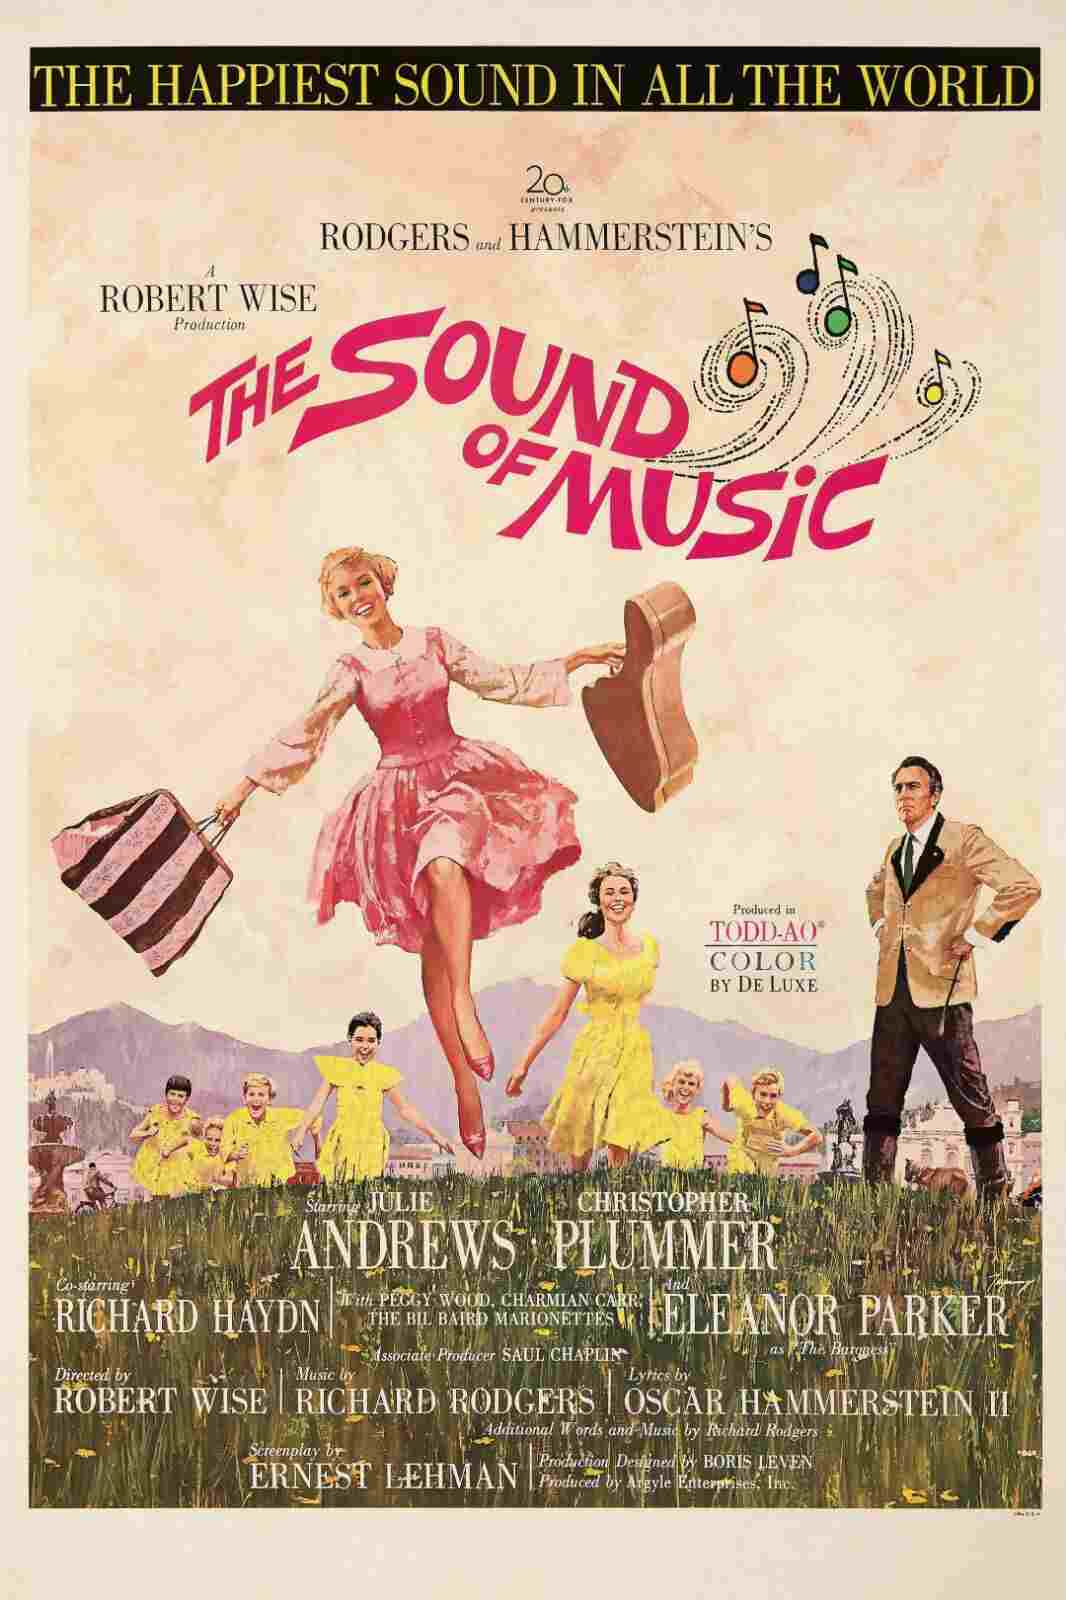 THE HAPPIEST SOUND IN ALL THE WORLD
20th
CENTURY-FOX
presents
RODGERS and HAMMERSTEIN'S
A
ROBERT WISE
Production
THE SOUND
OF MUSiC
Produced in
TODD-AO®
COLOR
BY DE LUXE
Starring JULIE ANDREWS · CHRISTOPHER PLUMMER
Co-starring
RICHARD HAYDN
With PEGGY WOOD, CHARMIAN CARR,
THE BIL BAIRD MARIONETTES
And
ELEANOR PARKER
as "The Baroness"
Associate Producer SAUL CHAPLIN
Directed by
ROBERT WISE
Music by
RICHARD RODGERS
Lyrics by
OSCAR HAMMERSTEIN II
Additional Words and Music by Richard Rodgers
Screenplay by
ERNEST LEHMAN
Production Designed by BORIS LEVEN
Produced by Argyle Enterprises, Inc.